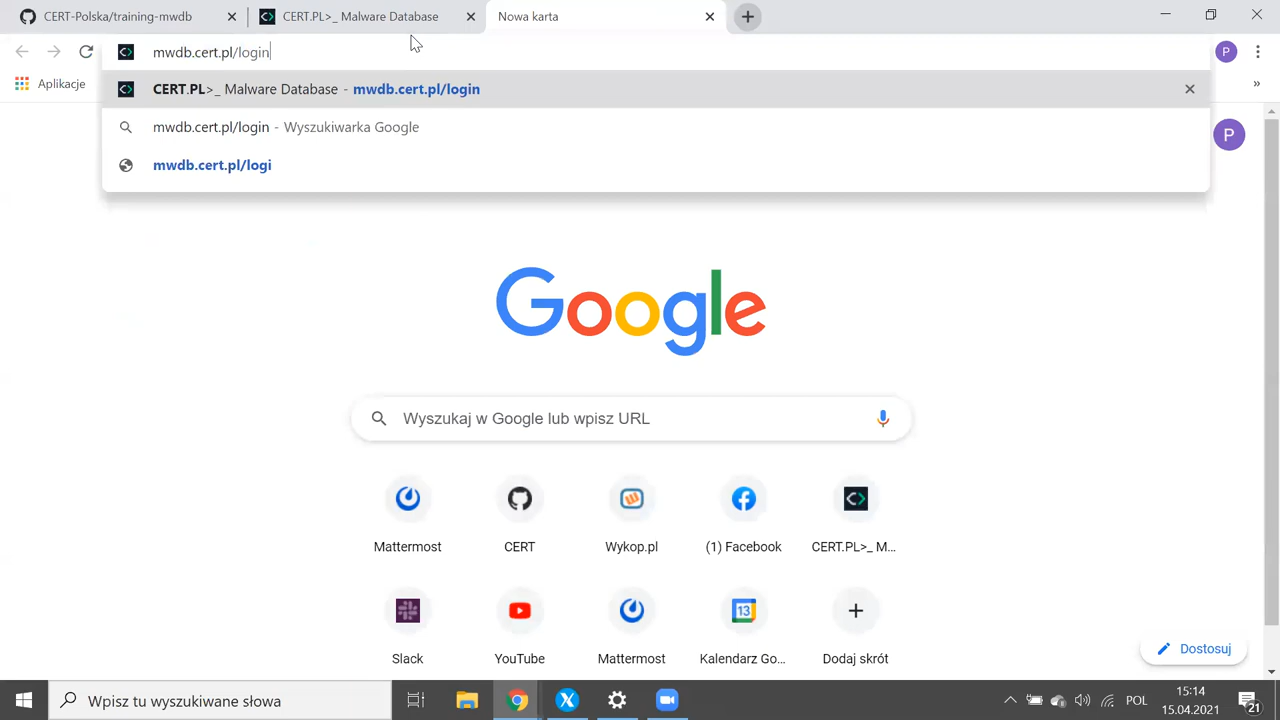 CERT-Polska/training-mwdb
CERT.PL>_ Malware Database
Nowa karta
mwdb.cert.pl/login
P
Aplikacje
»
CERT.PL>_ Malware Database - mwdb.cert.pl/login
mwdb.cert.pl/login - Wyszukiwarka Google
mwdb.cert.pl/logi
P
Google
Wyszukaj w Google lub wpisz URL
Mattermost
CERT
Wykop.pl
(1) Facebook
CERT.PL>_ M...
13
Slack
YouTube
Mattermost
Kalendarz Go...
Dodaj skrót
Dostosuj
Wpisz tu wyszukiwane słowa
POL
15:14
15.04.2021
21